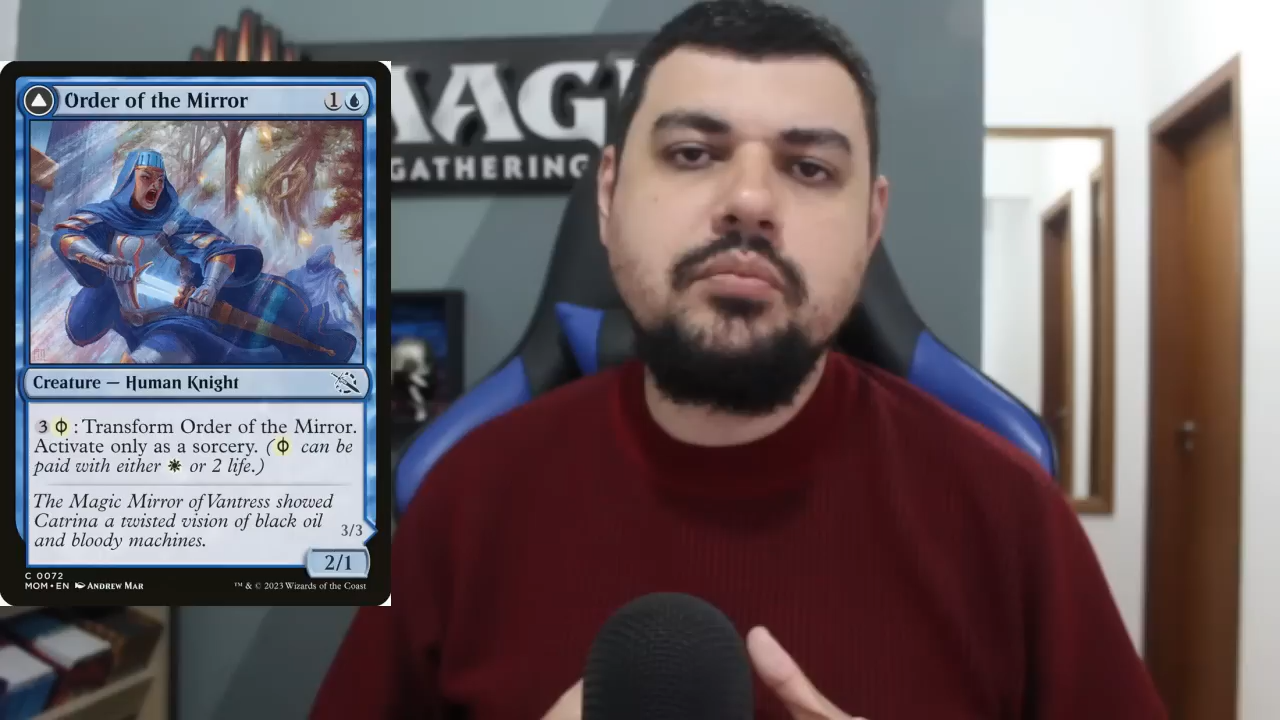 Order of the Mirror 1
Creature — Human Knight
3 : Transform Order of the Mirror.
Activate only as a sorcery. ( can be
paid with either or 2 life.)
The Magic Mirror of Vantress showed
Catrina a twisted vision of black oil
and bloody machines.
3/3
2/1
C 0072
MOM • EN ANDREW MAR
™ & © 2023 Wizards of the Coast
MAG
GATHERING